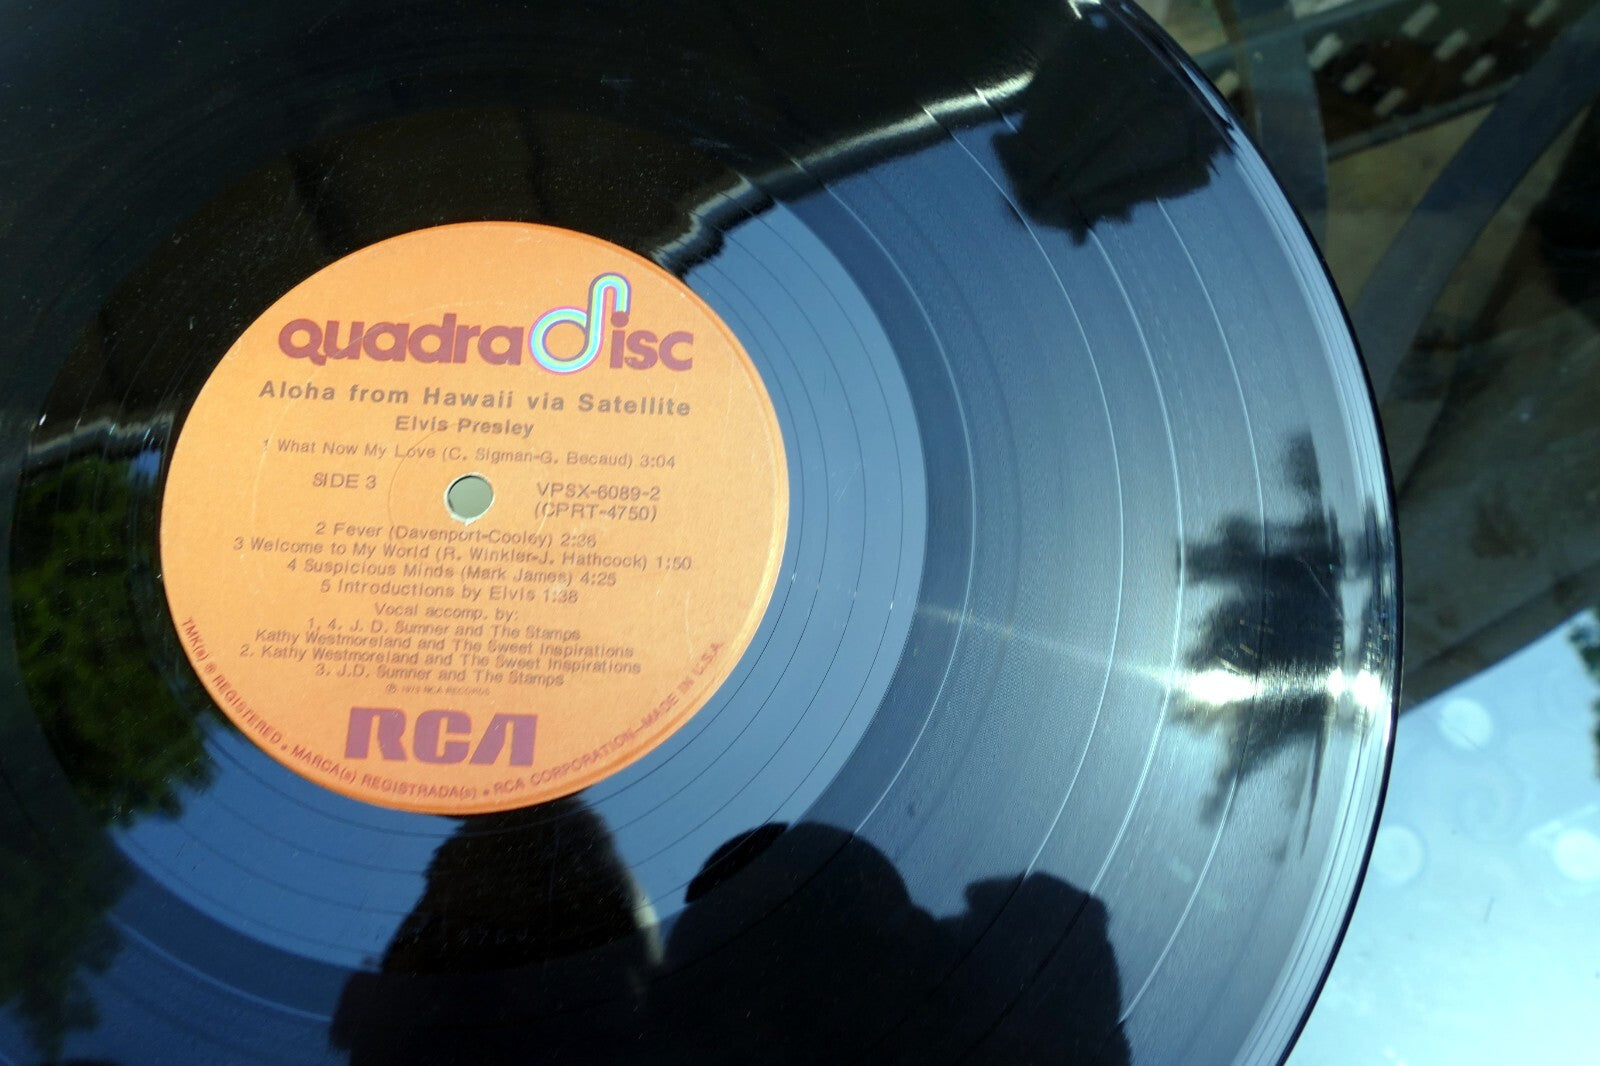 quadradisc
Aloha from Hawaii via Satellite
Elvis Presley
1 What Now My Love (C. Sigman-G. Becaud) 3:04
SIDE 3
VPSX-6089-2
(CPRT-4750)
2 Fever (Davenport-Cooley) 2:26
3 Welcome to My World (R. Winkler-J. Hathcock) 1:50
4 Suspicious Minds (Mark James) 4:25
5 Introductions by Elvis 1:38
Vocal accomp. by:
1, 4. J. D. Sumner and The Stamps
Kathy Westmoreland and The Sweet Inspirations
2. Kathy Westmoreland and The Sweet Inspirations
3. J.D. Sumner and The Stamps
℗ 1973 RCA RECORDS
RCA
TMK(s) ® REGISTERED • MARCA(s) REGISTRADA(s) • RCA CORPORATION—MADE IN U.S.A.